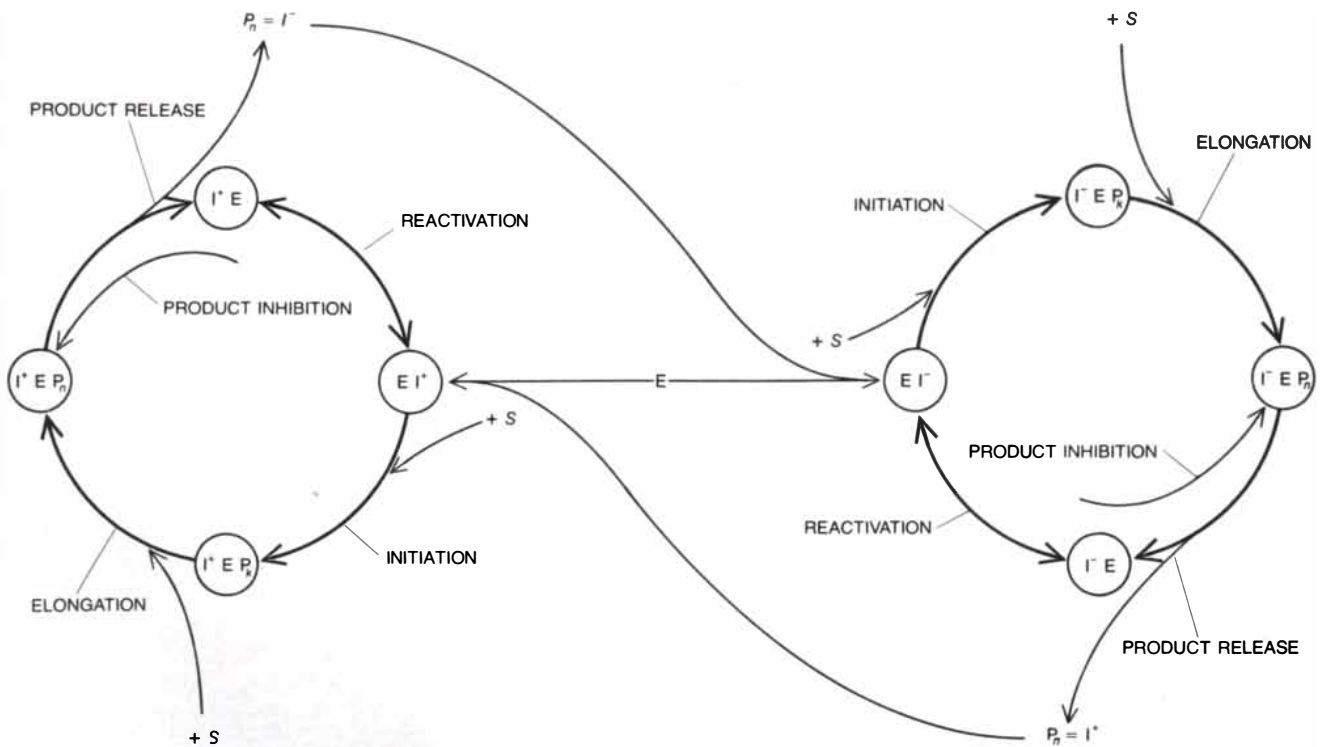 Pn = I⁻
+ S
PRODUCT RELEASE
ELONGATION
I⁺ E
I⁻ E Pk
INITIATION
REACTIVATION
PRODUCT INHIBITION
+ S
I⁺ E Pn
E I⁺
E
E I⁻
I⁻ E Pn
+ S
PRODUCT INHIBITION
REACTIVATION
INITIATION
I⁺ E Pk
I⁻ E
ELONGATION
PRODUCT RELEASE
+ S
Pn = I⁺